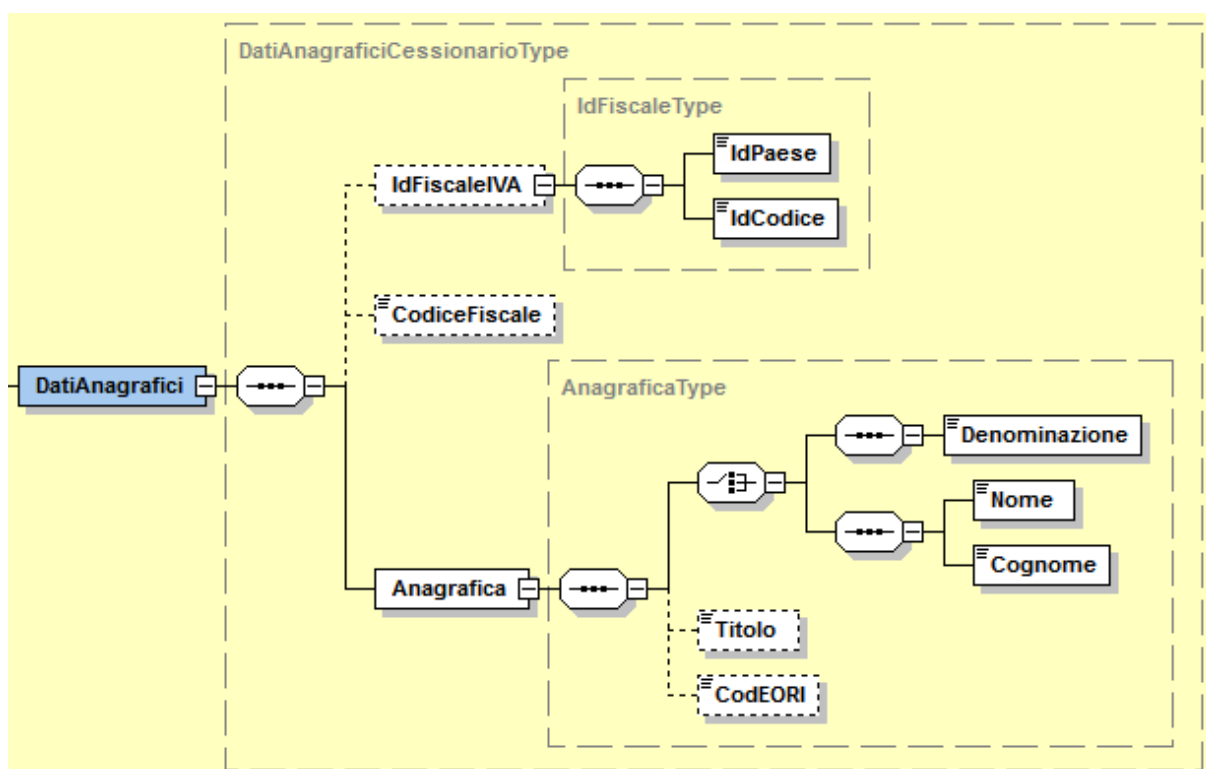 DatiAnagraficiCessionarioType
IdFiscaleType
IdPaese
IdFiscaleIVA
IdCodice
CodiceFiscale
DatiAnagrafici
AnagraficaType
Denominazione
Nome
Cognome
Anagrafica
Titolo
CodEORI